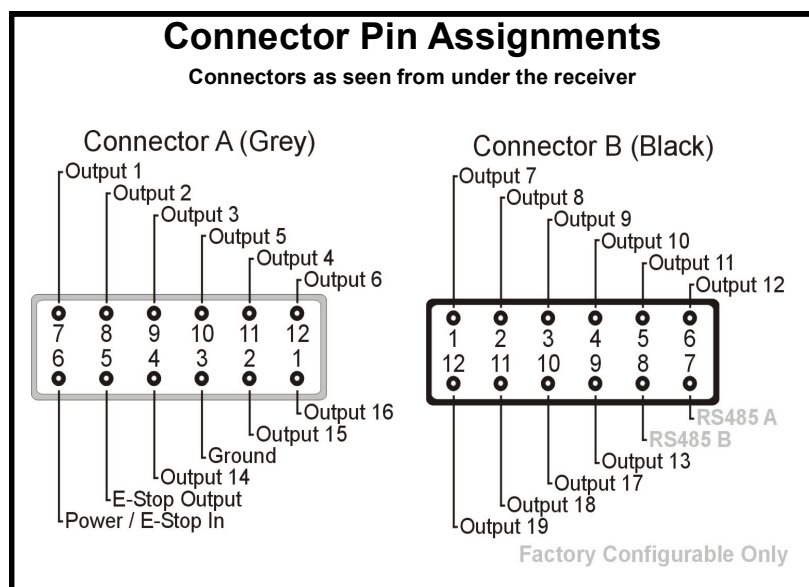 Connector Pin Assignments
Connectors as seen from under the receiver
Connector A (Grey)
Output 1
Output 2
Output 3
Output 5
Output 4
Output 6
7 8 9 10 11 12
6 5 4 3 2 1
Output 16
Output 15
Ground
Output 14
E-Stop Output
Power / E-Stop In
Connector B (Black)
Output 7
Output 8
Output 9
Output 10
Output 11
Output 12
1 2 3 4 5 6
12 11 10 9 8 7
RS485 A
RS485 B
Output 13
Output 17
Output 18
Output 19
Factory Configurable Only